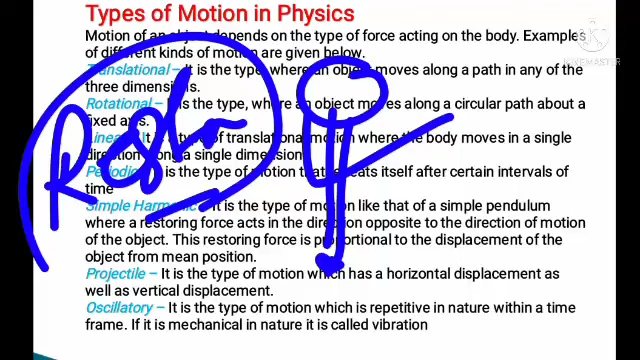 Types of Motion in Physics
Motion of an object depends on the type of force acting on the body. Examples
of different kinds of motion are given below.
Translational – It is the type, where an object moves along a path in any of the
three dimensions.
Rotational – It is the type, where an object moves along a circular path about a
fixed axis.
Linear – It is type of translational motion where the body moves in a single
direction along a single dimension.
Periodic – It is the type of motion that repeats itself after certain intervals of
time
Simple Harmonic – It is the type of motion like that of a simple pendulum
where a restoring force acts in the direction opposite to the direction of motion
of the object. This restoring force is proportional to the displacement of the
object from mean position.
Projectile – It is the type of motion which has a horizontal displacement as
well as vertical displacement.
Oscillatory – It is the type of motion which is repetitive in nature within a time
frame. If it is mechanical in nature it is called vibration
KINEMASTER